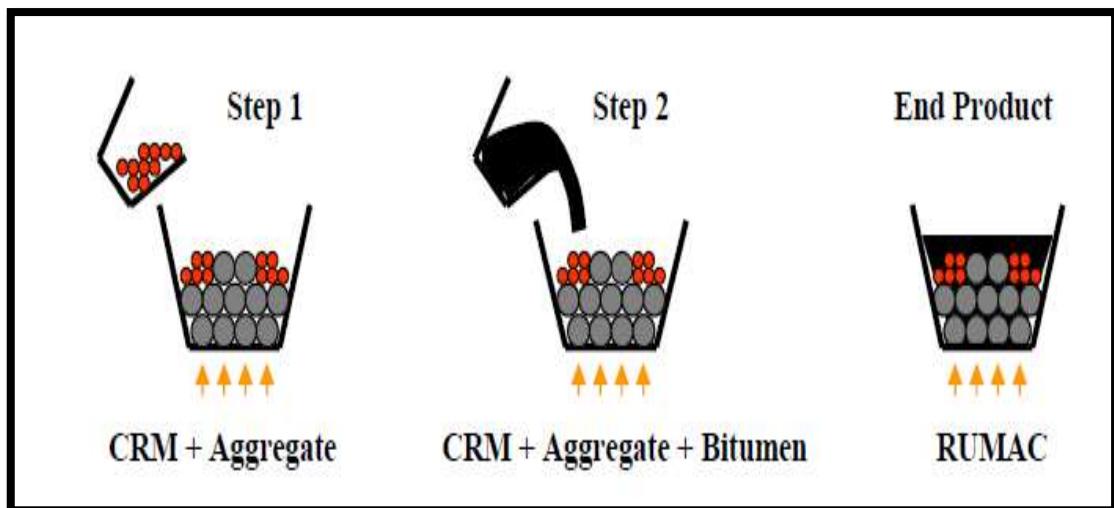 Step 1
Step 2
End Product
CRM + Aggregate
CRM + Aggregate + Bitumen
RUMAC